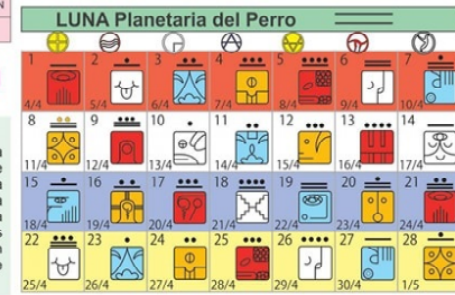 LUNA Planetaria del Perro
1 2 3 4 5 6 7
4/4 5/4 6/4 7/4 8/4 9/4 10/4
8 9 10 11 12 13 14
11/4 12/4 13/4 14/4 15/4 16/4 17/4
15 16 17 18 19 20 21
18/4 19/4 20/4 21/4 22/4 23/4 24/4
22 23 24 25 26 27 28
25/4 26/4 27/4 28/4 29/4 30/4 1/5